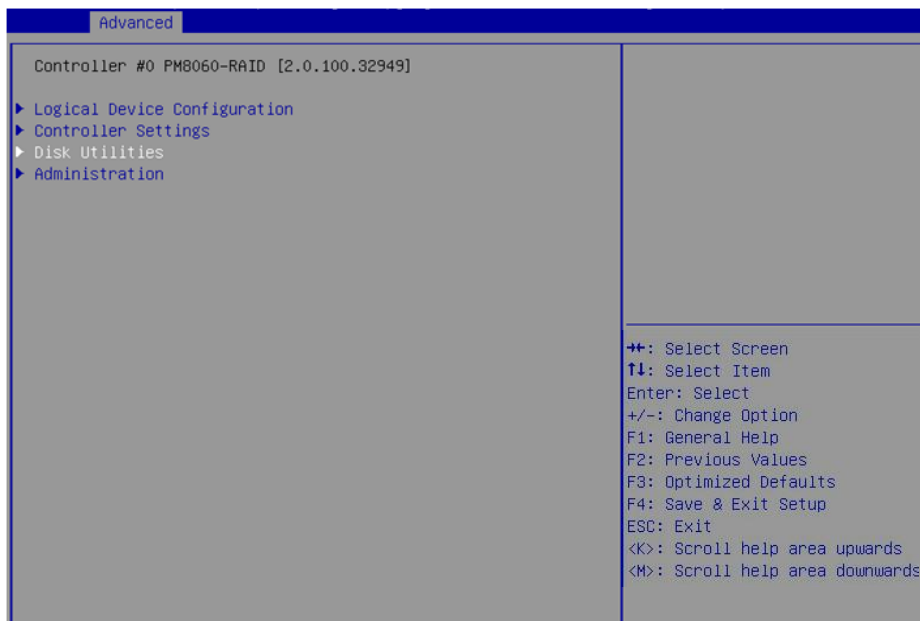 Advanced
Controller #0 PM8060-RAID [2.0.100.32949]
Logical Device Configuration
Controller Settings
Disk Utilities
Administration
→←: Select Screen
↑↓: Select Item
Enter: Select
+/-: Change Option
F1: General Help
F2: Previous Values
F3: Optimized Defaults
F4: Save & Exit Setup
ESC: Exit
<K>: Scroll help area upwards
<M>: Scroll help area downwards